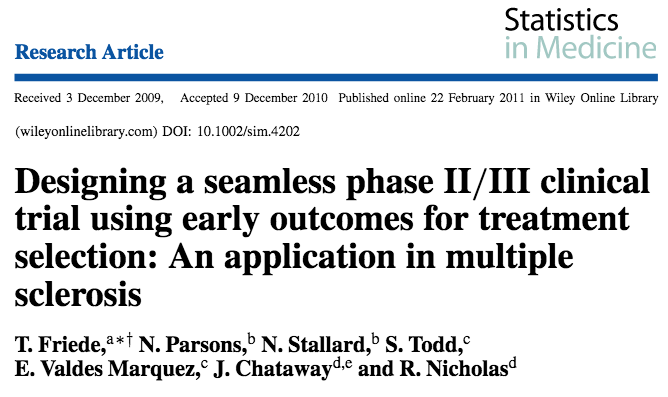 Statistics
in Medicine
Research Article
Received 3 December 2009, Accepted 9 December 2010 Published online 22 February 2011 in Wiley Online Library
(wileyonlinelibrary.com) DOI: 10.1002/sim.4202
Designing a seamless phase II/III clinical
trial using early outcomes for treatment
selection: An application in multiple
sclerosis
T. Friede,a*† N. Parsons,b N. Stallard,b S. Todd,c
E. Valdes Marquez,c J. Chatawayd,e and R. Nicholasd